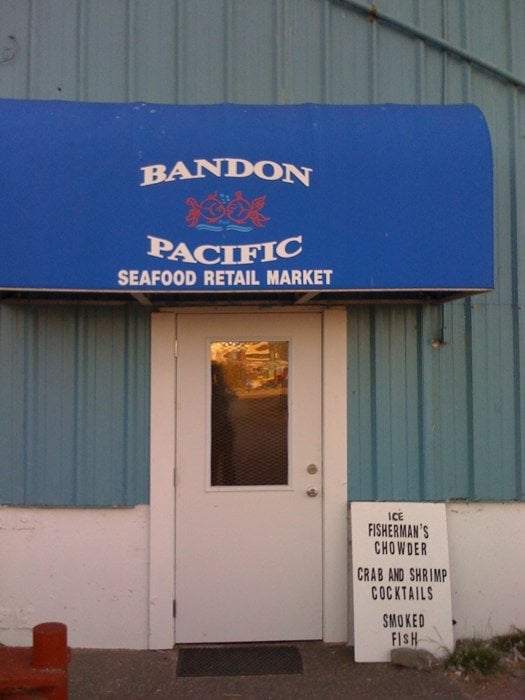 BANDON
PACIFIC
SEAFOOD RETAIL MARKET
ICE
FISHERMAN'S
CHOWDER
CRAB AND SHRIMP
COCKTAILS
SMOKED
FISH